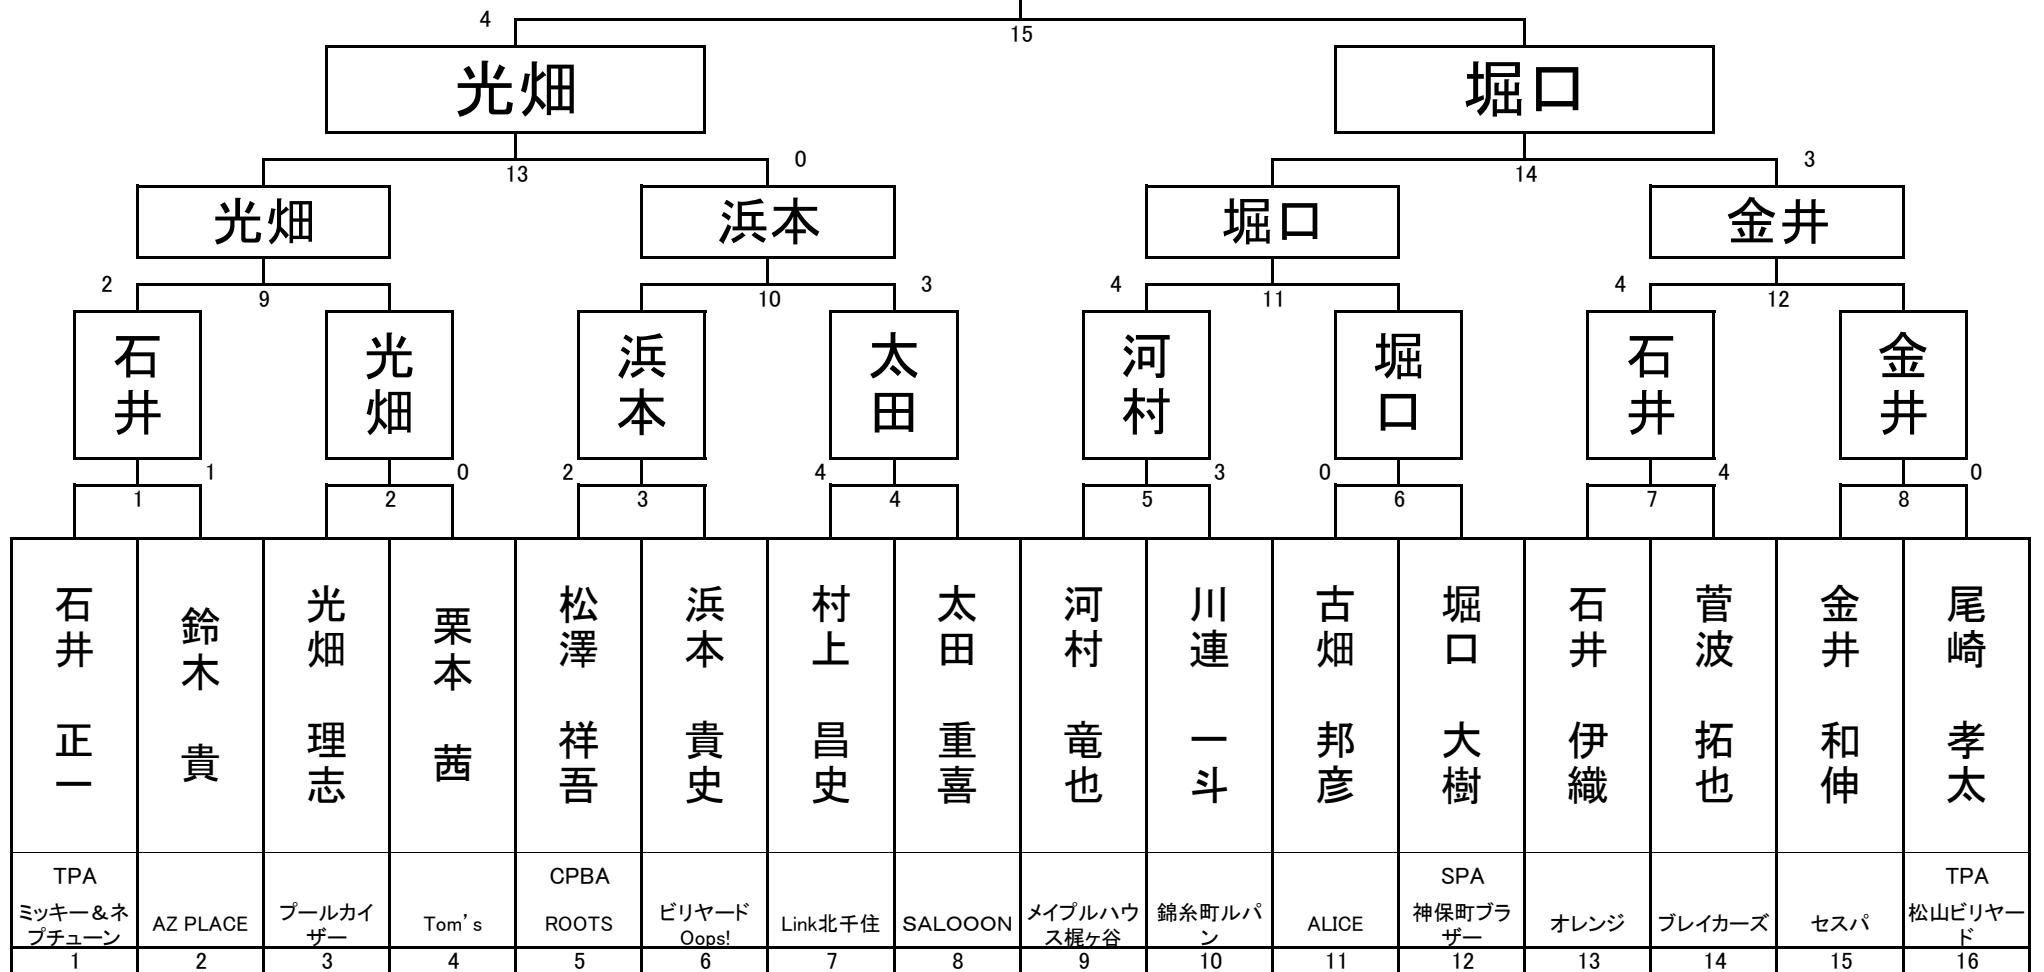 4
15
光畑
堀口
0
3
13
14
光畑
浜本
堀口
金井
2
3
4
4
9
10
11
12
石井
光畑
浜本
太田
河村
堀口
石井
金井
1
0
2
4
3
0
4
0
1
2
3
4
5
6
7
8
石井 正一
鈴木 貴
光畑 理志
栗本 茜
松澤 祥吾
浜本 貴史
村上 昌史
太田 重喜
河村 竜也
川連 一斗
古畑 邦彦
堀口 大樹
石井 伊織
菅波 拓也
金井 和伸
尾崎 孝太
TPA
ミッキー＆ネ
プチューン
AZ PLACE
プールカイ
ザー
Tom’s
CPBA
ROOTS
ビリヤード
Oops!
Link北千住
SALOOON
メイプルハウ
ス梶ヶ谷
錦糸町ルパ
ン
ALICE
SPA
神保町ブラ
ザー
オレンジ
ブレイカーズ
セスパ
TPA
松山ビリヤー
ド
1
2
3
4
5
6
7
8
9
10
11
12
13
14
15
16